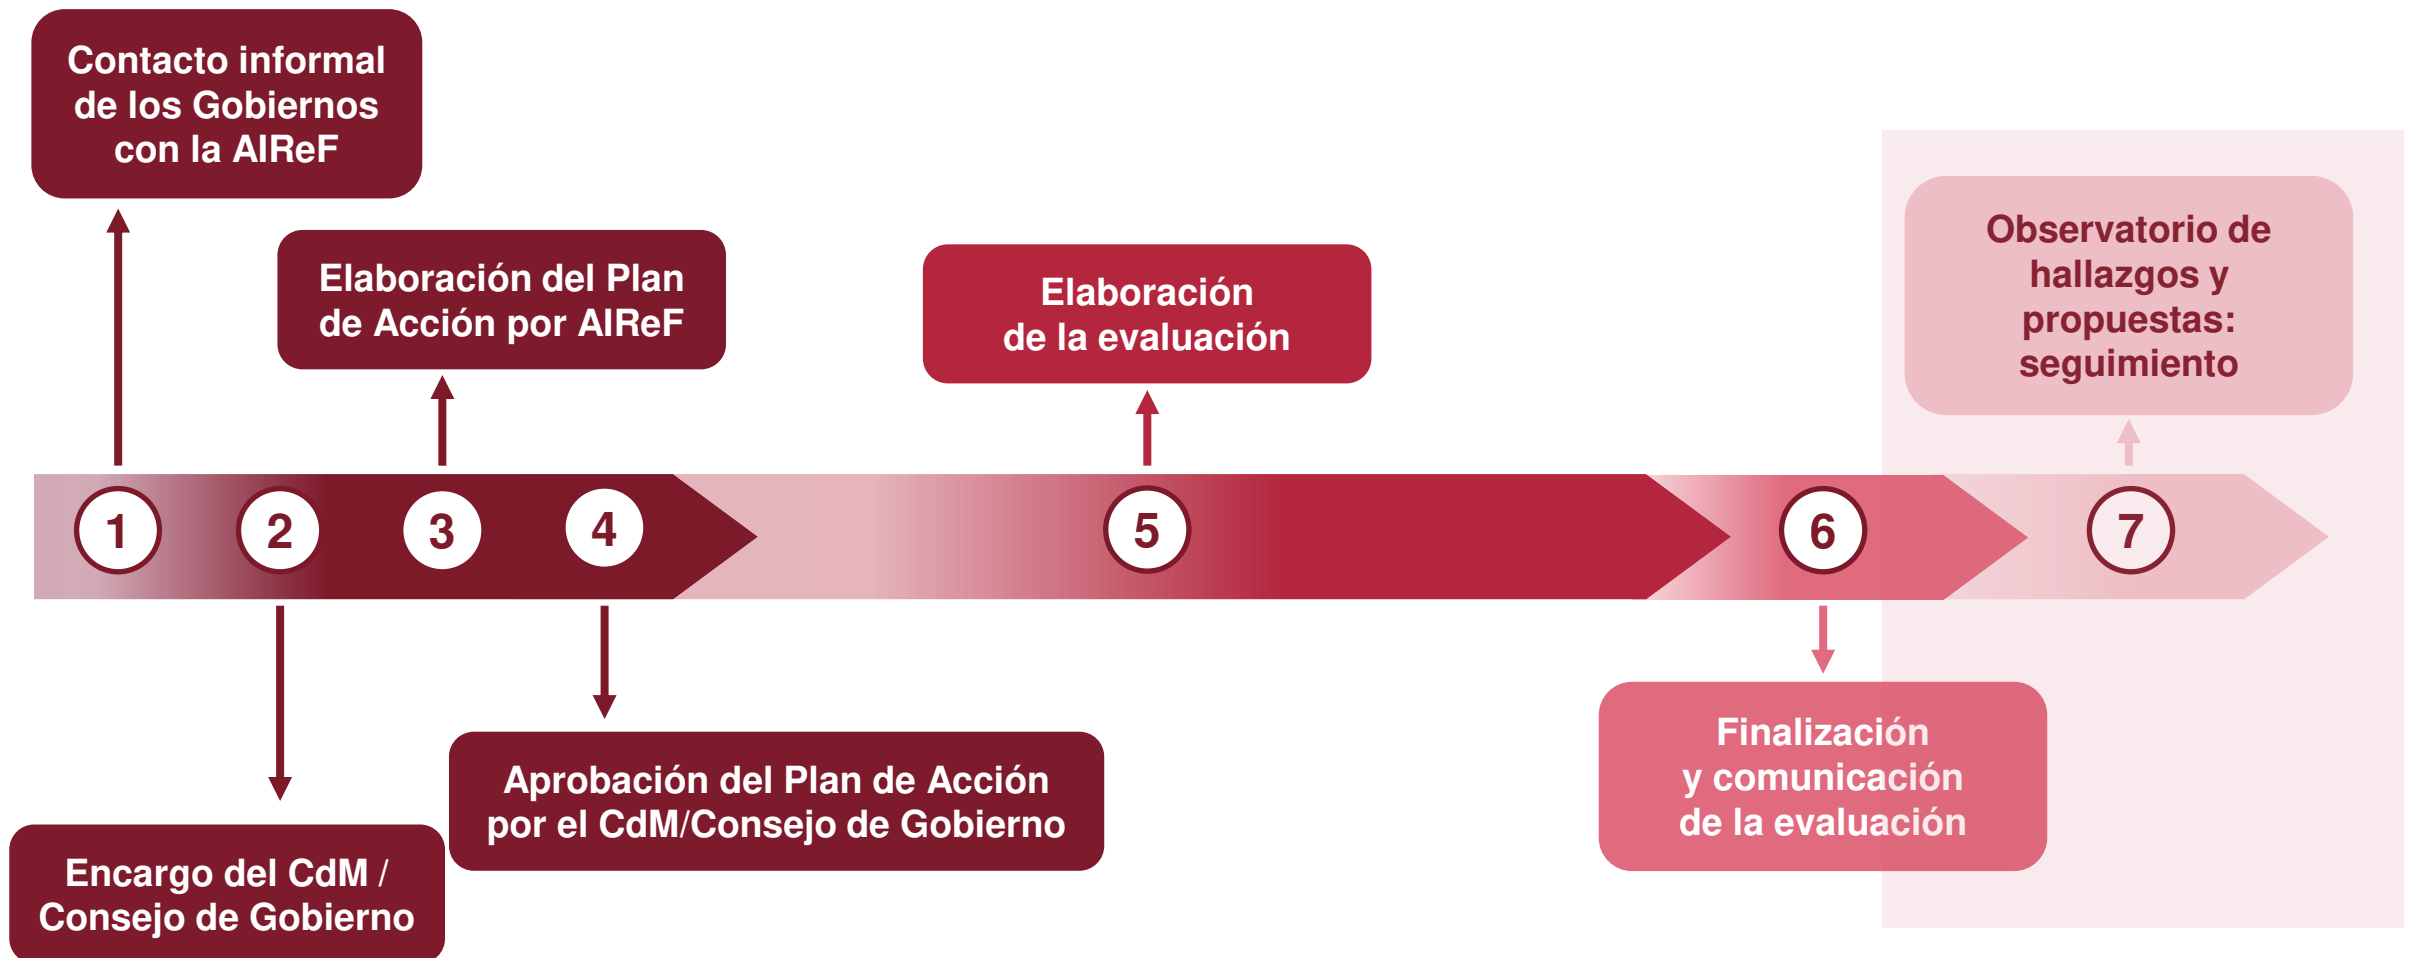 Contacto informal
de los Gobiernos
con la AIReF
Elaboración del Plan
de Acción por AIReF
Elaboración
de la evaluación
Observatorio de
hallazgos y
propuestas:
seguimiento
1
2
3
4
5
6
7
Encargo del CdM /
Consejo de Gobierno
Aprobación del Plan de Acción
por el CdM/Consejo de Gobierno
Finalización
y comunicación
de la evaluación